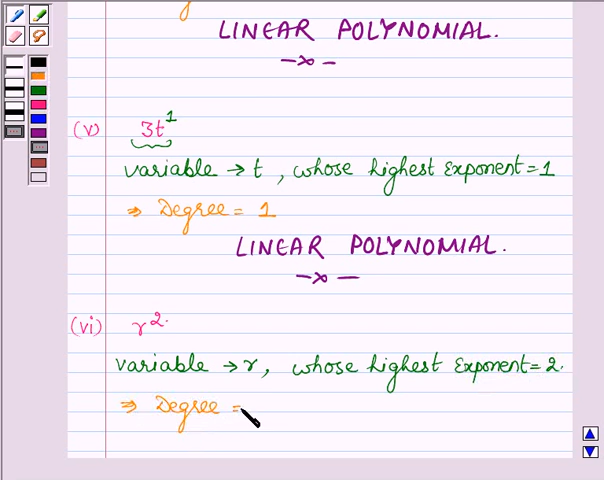 LINEAR POLYNOMIAL.
(v) 3t¹
variable → t, whose highest Exponent = 1
⇒ Degree = 1
LINEAR POLYNOMIAL.
(vi) r².
variable → r, whose highest Exponent = 2.
⇒ Degree =